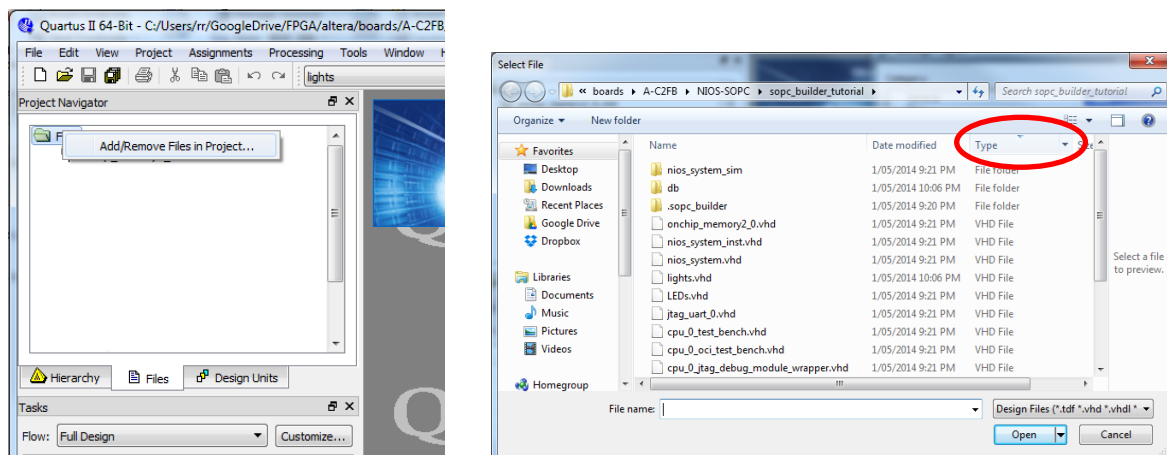 Quartus II 64-Bit - C:/Users/rr/GoogleDrive/FPGA/altera/boards/A-C2FB
File Edit View Project Assignments Processing Tools Window
lights
Project Navigator
Add/Remove Files in Project...
Hierarchy Files Design Units
Tasks
Flow: Full Design Customize...
Select File
« boards A-C2FB NIOS-SOPC sopc_builder_tutorial Search sopc_builder_tutorial
Organize New folder
Favorites
Desktop
Downloads
Recent Places
Google Drive
Dropbox
Libraries
Documents
Music
Pictures
Videos
Homegroup
Name Date modified Type Size
nios_system_sim 1/05/2014 9:21 PM File folder
db 1/05/2014 10:06 PM File folder
.sopc_builder 1/05/2014 9:20 PM File folder
onchip_memory2_0.vhd 1/05/2014 9:21 PM VHD File
nios_system_inst.vhd 1/05/2014 9:21 PM VHD File
nios_system.vhd 1/05/2014 9:21 PM VHD File
lights.vhd 1/05/2014 10:06 PM VHD File
LEDs.vhd 1/05/2014 9:21 PM VHD File
jtag_uart_0.vhd 1/05/2014 9:21 PM VHD File
cpu_0_test_bench.vhd 1/05/2014 9:21 PM VHD File
cpu_0_oci_test_bench.vhd 1/05/2014 9:21 PM VHD File
cpu_0_jtag_debug_module_wrapper.vhd 1/05/2014 9:21 PM VHD File
Select a file
to preview.
File name: Design Files (*.tdf *.vhd *.vhdl *
Open Cancel